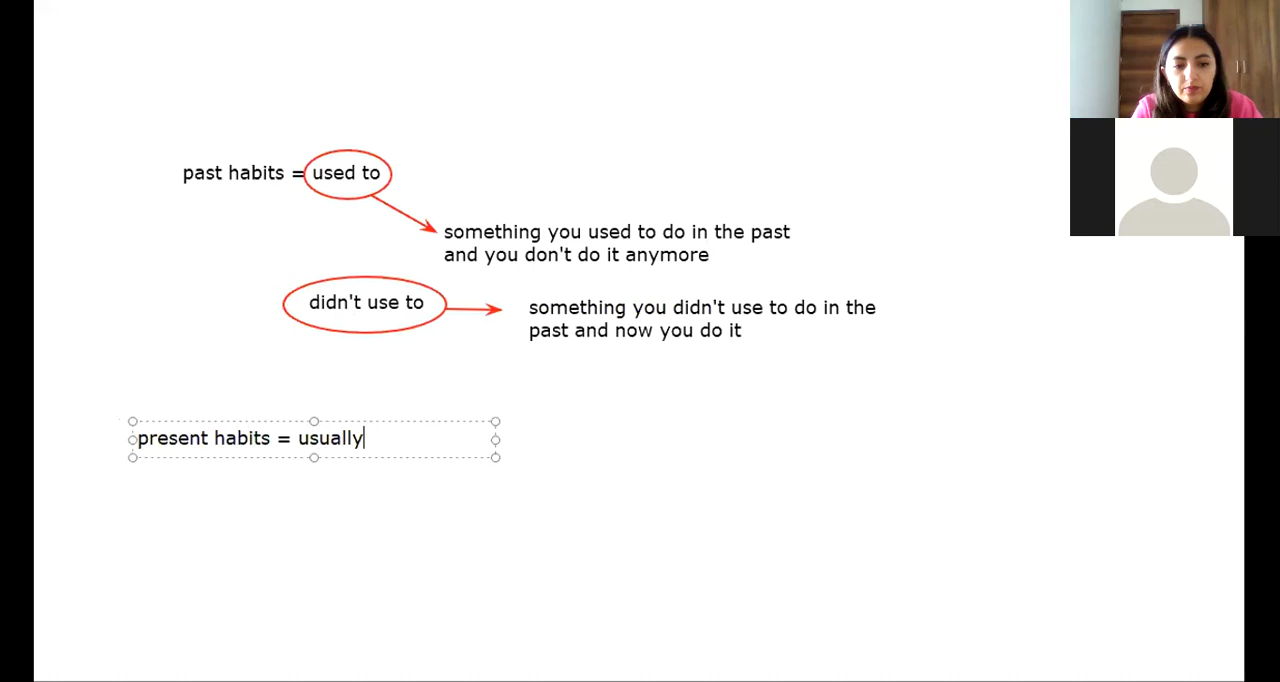 past habits = used to
something you used to do in the past
and you don't do it anymore
didn't use to
something you didn't use to do in the
past and now you do it
present habits = usually